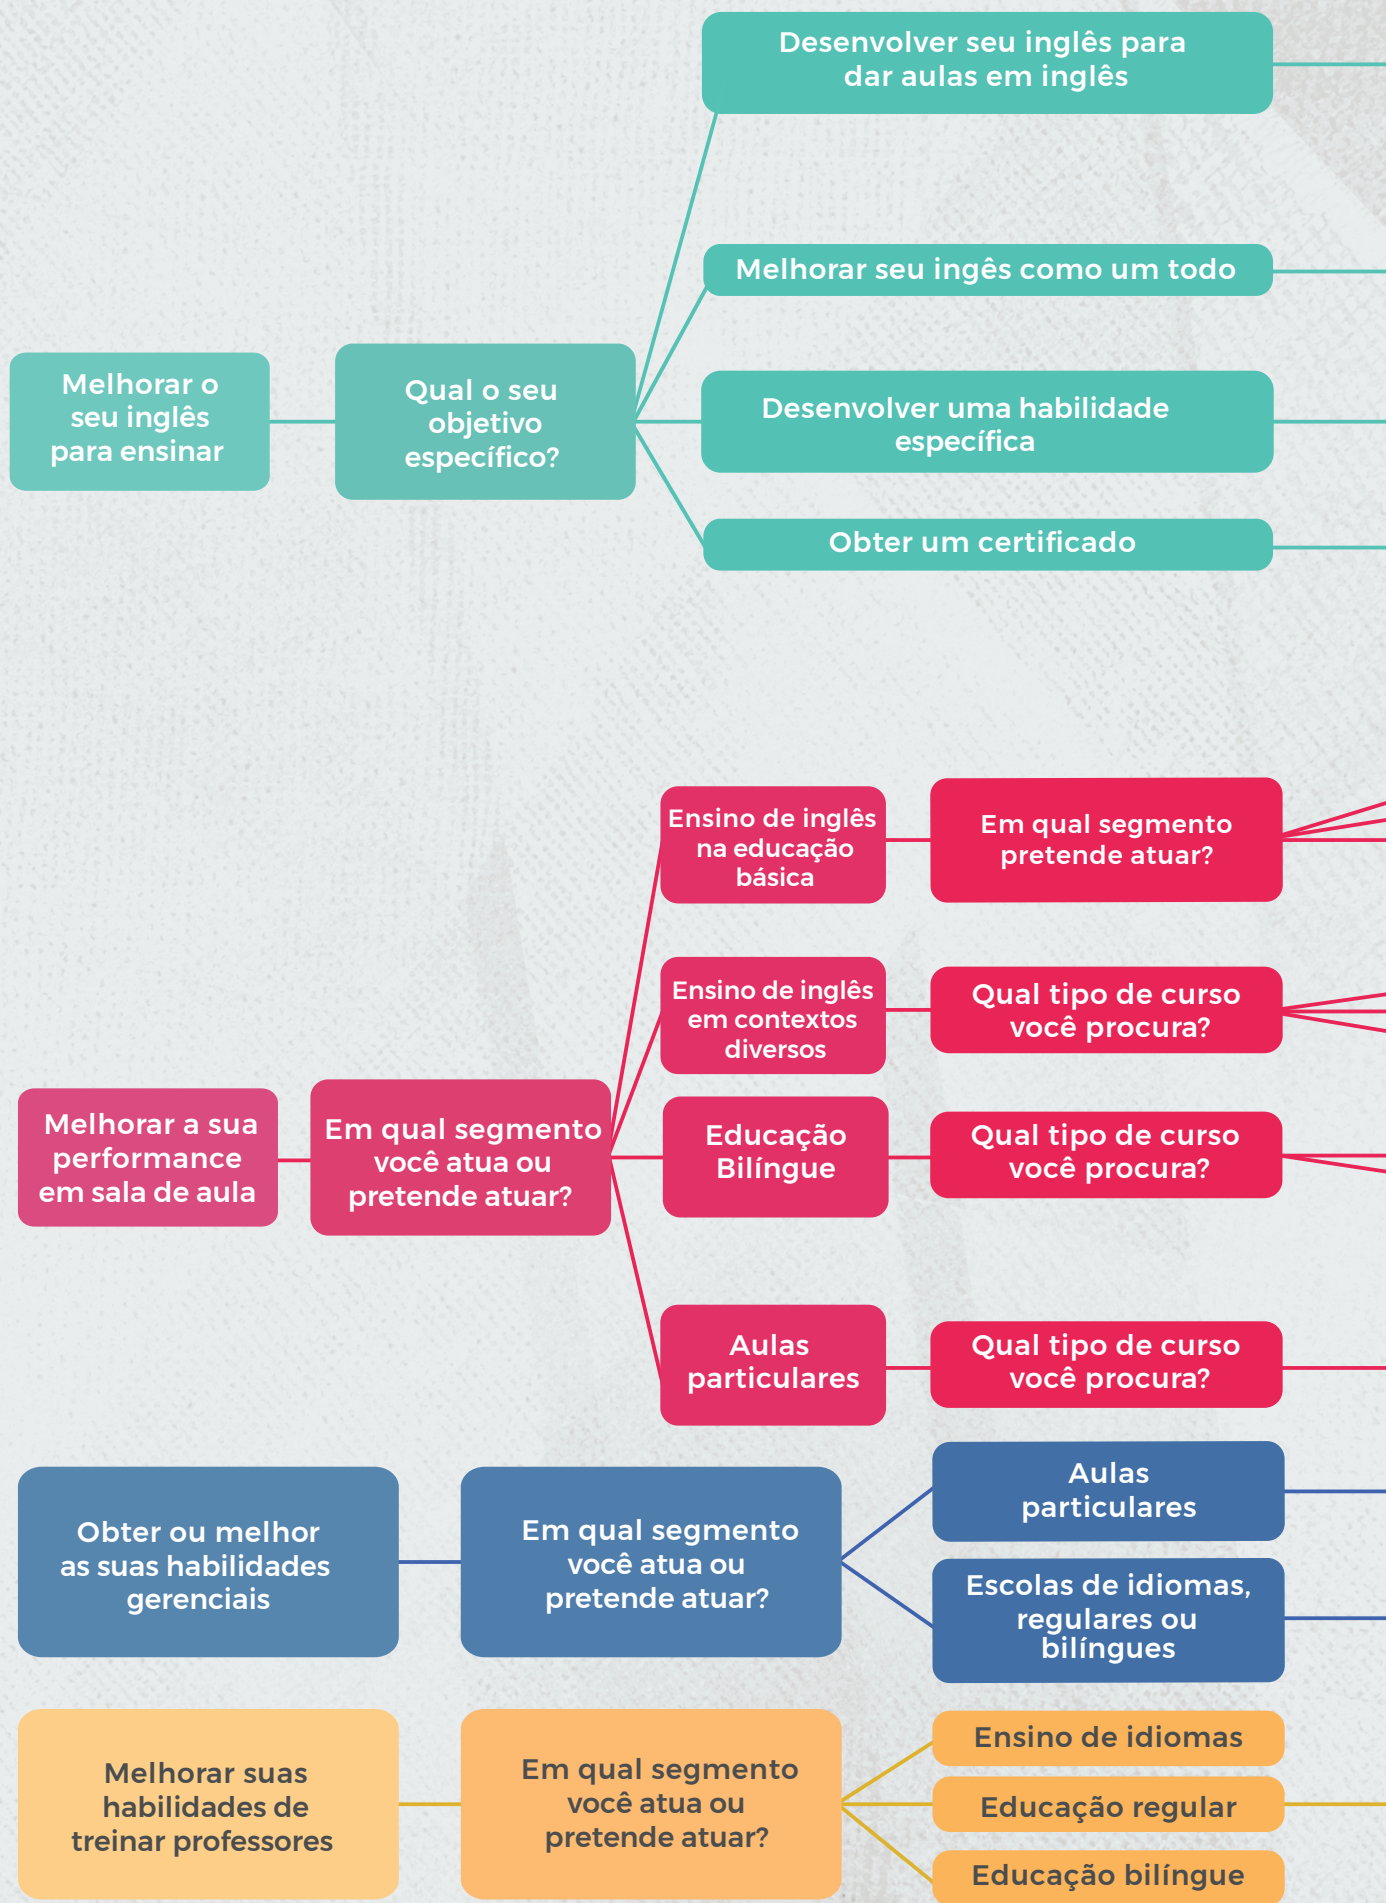 Desenvolver seu inglês para
dar aulas em inglês
Melhorar seu ingês como um todo
Melhorar o
seu inglês
para ensinar
Qual o seu
objetivo
específico?
Desenvolver uma habilidade
específica
Obter um certificado
Ensino de inglês
na educação
básica
Em qual segmento
pretende atuar?
Ensino de inglês
em contextos
diversos
Qual tipo de curso
você procura?
Melhorar a sua
performance
em sala de aula
Em qual segmento
você atua ou
pretende atuar?
Educação
Bilíngue
Qual tipo de curso
você procura?
Aulas
particulares
Qual tipo de curso
você procura?
Obter ou melhor
as suas habilidades
gerenciais
Em qual segmento
você atua ou
pretende atuar?
Aulas
particulares
Escolas de idiomas,
regulares ou
bilíngues
Melhorar suas
habilidades de
treinar professores
Em qual segmento
você atua ou
pretende atuar?
Ensino de idiomas
Educação regular
Educação bilíngue